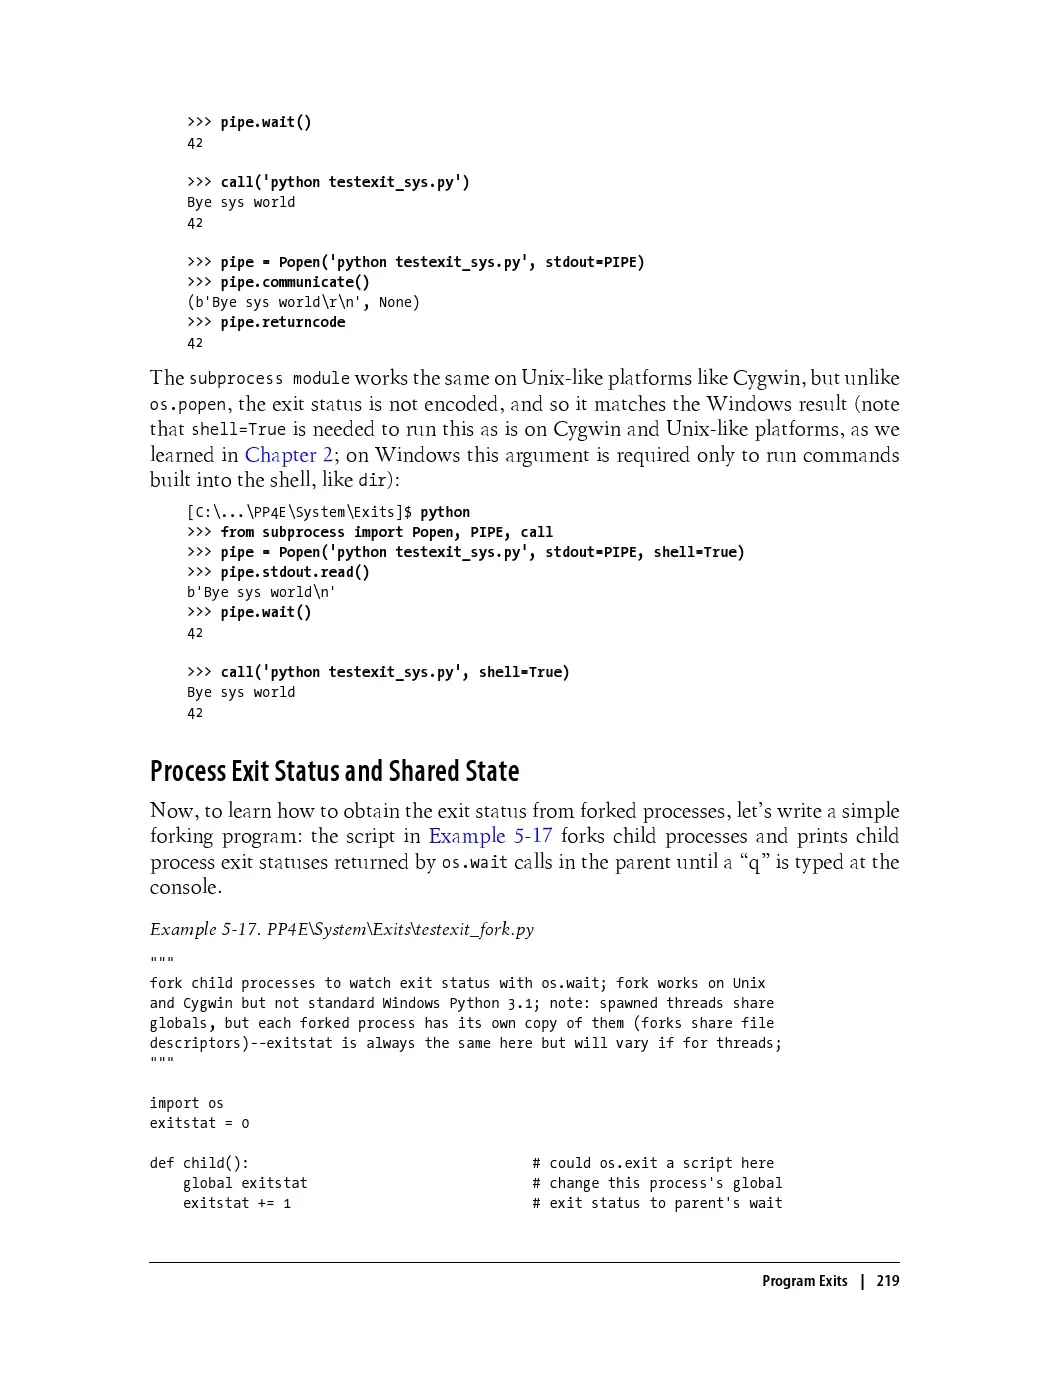 >>> pipe.wait()
42
>>> call('python testexit_sys.py')
Bye sys world
42
>>> pipe = Popen('python testexit_sys.py', stdout=PIPE)
>>> pipe.communicate()
(b'Bye sys world\r\n', None)
>>> pipe.returncode
42
The subprocess module works the same on Unix-like platforms like Cygwin, but unlike
os.popen, the exit status is not encoded, and so it matches the Windows result (note
that shell=True is needed to run this as is on Cygwin and Unix-like platforms, as we
learned in Chapter 2; on Windows this argument is required only to run commands
built into the shell, like dir):
[C:\...\PP4E\System\Exits]$ python
>>> from subprocess import Popen, PIPE, call
>>> pipe = Popen('python testexit_sys.py', stdout=PIPE, shell=True)
>>> pipe.stdout.read()
b'Bye sys world\n'
>>> pipe.wait()
42
>>> call('python testexit_sys.py', shell=True)
Bye sys world
42
Process Exit Status and Shared State
Now, to learn how to obtain the exit status from forked processes, let’s write a simple
forking program: the script in Example 5-17 forks child processes and prints child
process exit statuses returned by os.wait calls in the parent until a “q” is typed at the
console.
Example 5-17. PP4E\System\Exits\testexit_fork.py
"""
fork child processes to watch exit status with os.wait; fork works on Unix
and Cygwin but not standard Windows Python 3.1; note: spawned threads share
globals, but each forked process has its own copy of them (forks share file
descriptors)--exitstat is always the same here but will vary if for threads;
"""
import os
exitstat = 0
def child():                                  # could os.exit a script here
    global exitstat                           # change this process's global
    exitstat += 1                             # exit status to parent's wait
Program Exits | 219